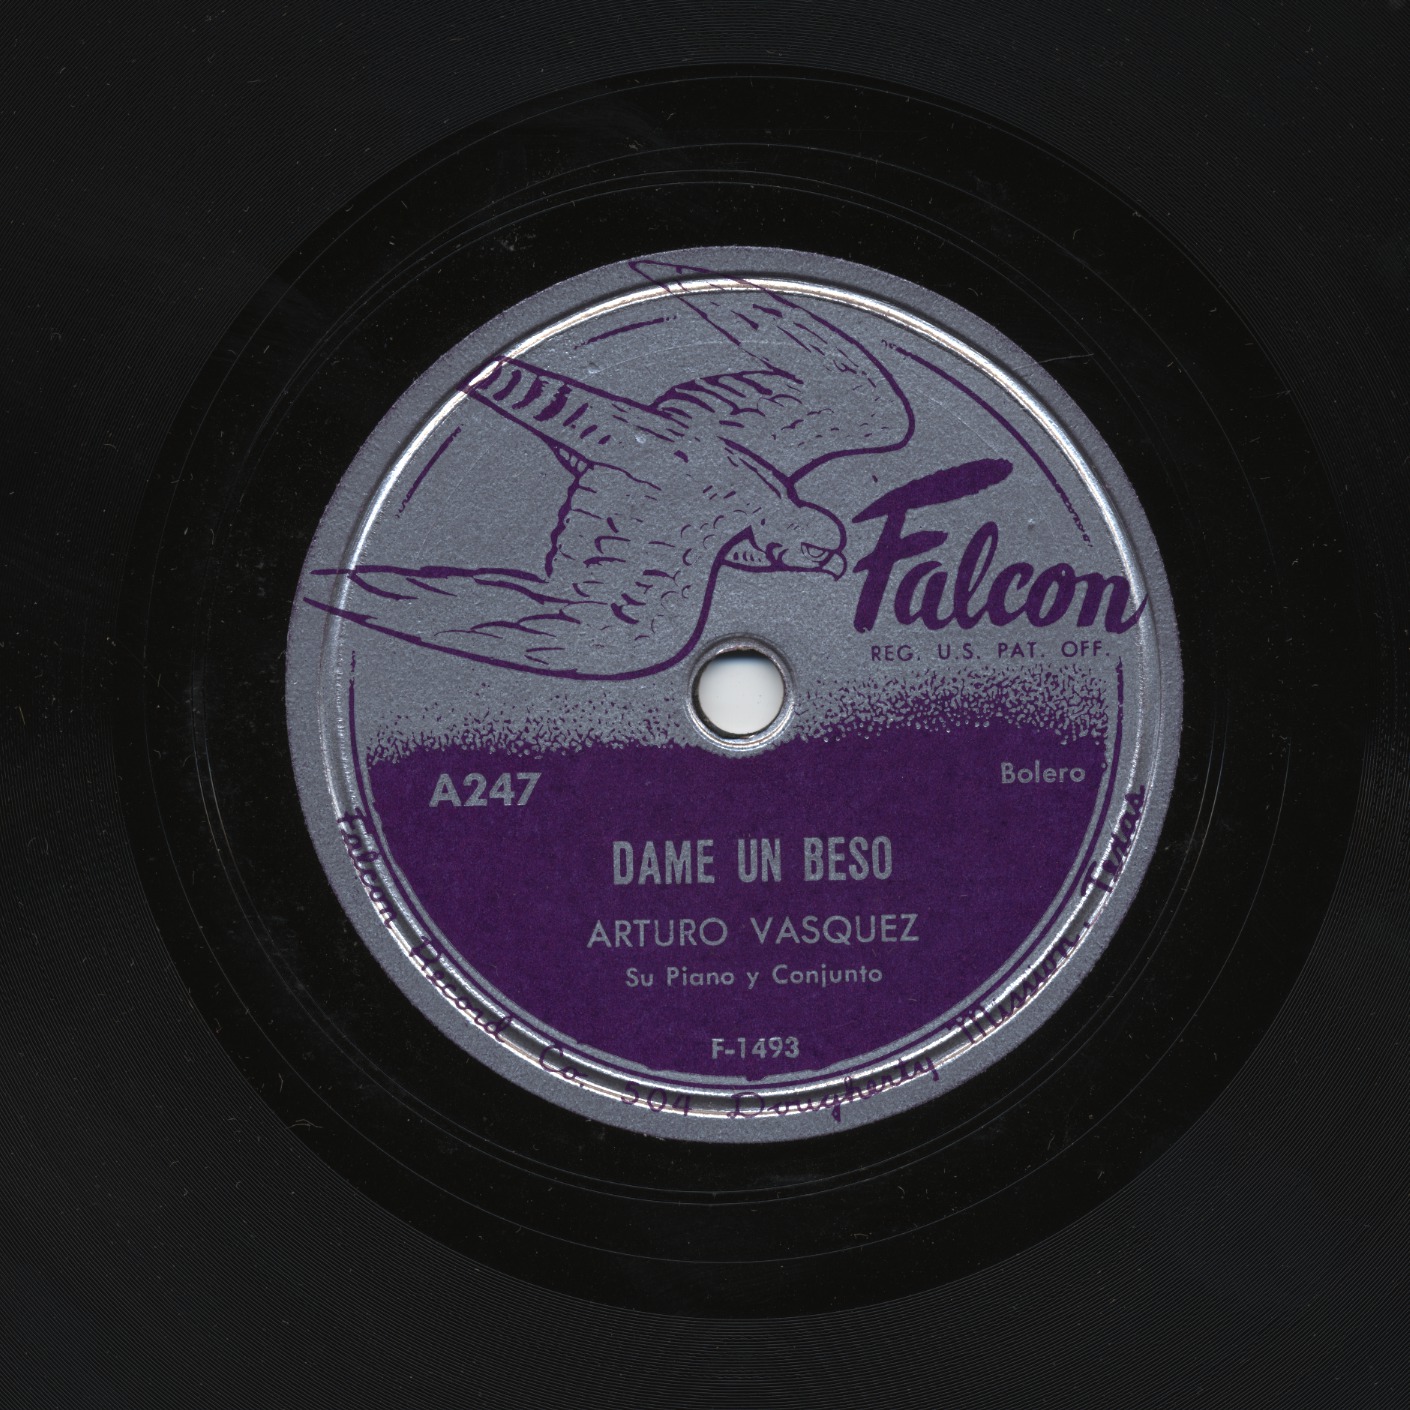 Falcon
REG. U.S. PAT. OFF.
A247
Bolero
DAME UN BESO
ARTURO VASQUEZ
Su Piano y Conjunto
F-1493
Falcon Record Co. 504 Dougherty Mission, Texas